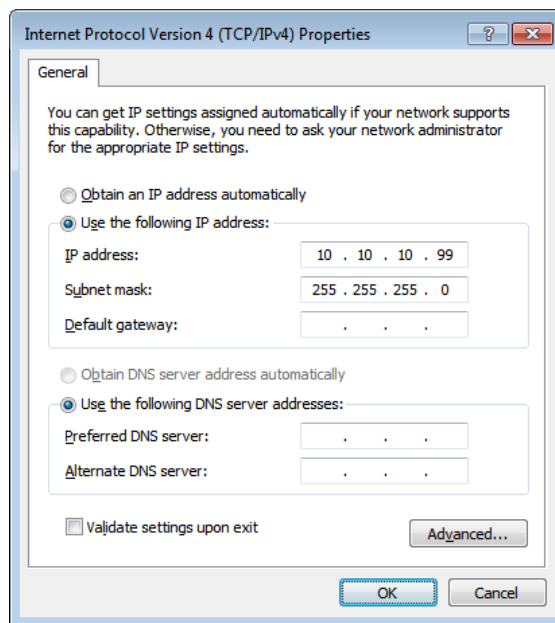 Internet Protocol Version 4 (TCP/IPv4) Properties
?
General
You can get IP settings assigned automatically if your network supports
this capability. Otherwise, you need to ask your network administrator
for the appropriate IP settings.
Obtain an IP address automatically
Use the following IP address:
IP address: 10 . 10 . 10 . 99
Subnet mask: 255 . 255 . 255 . 0
Default gateway: . . .
Obtain DNS server address automatically
Use the following DNS server addresses:
Preferred DNS server: . . .
Alternate DNS server: . . .
Validate settings upon exit
Advanced...
OK Cancel